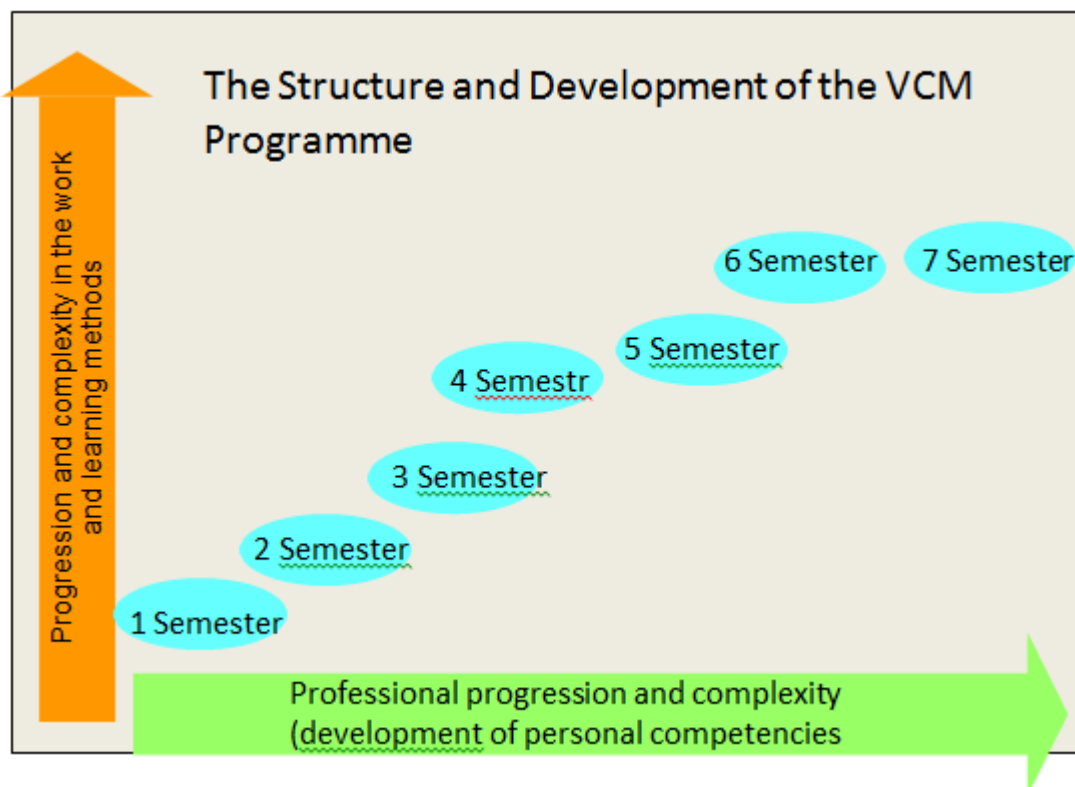 The Structure and Development of the VCM
Programme
Progression and complexity in the work
and learning methods
6 Semester
7 Semester
5 Semester
4 Semestr
3 Semester
2 Semester
1 Semester
Professional progression and complexity
(development of personal competencies